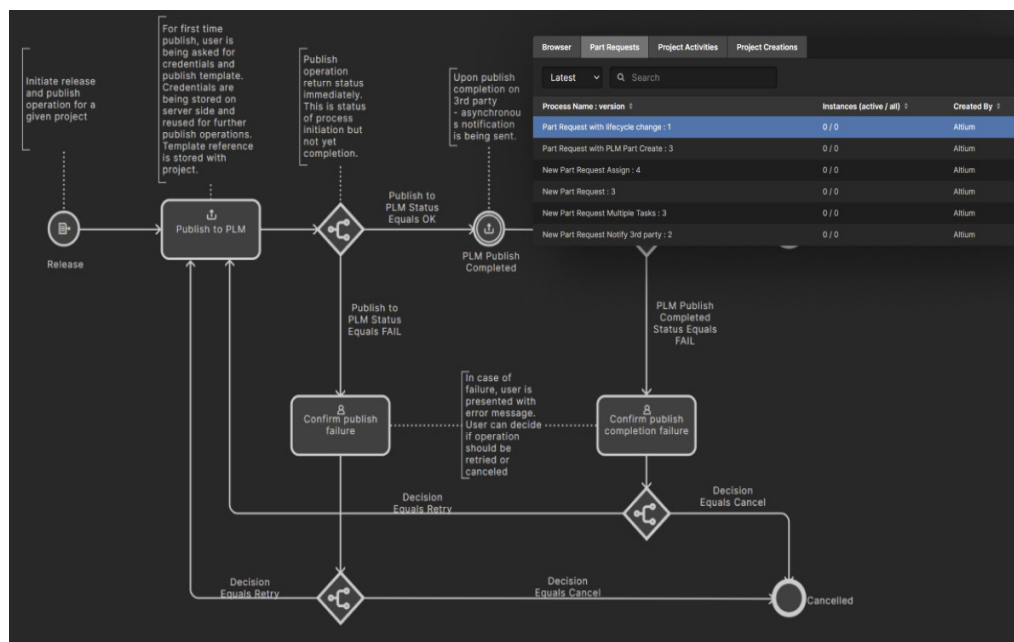 Initiate release
and publish
operation for a
given project
For first time
publish, user is
being asked for
credentials and
publish template.
Credentials are
being stored on
server side and
reused for further
publish operations.
Template reference
is stored with
project.
Publish
operation
return status
immediately.
This is status
of process
initiation but
not yet
completion.
Upon publish
completion on
3rd party
- asynchronou
s notification
is being sent.
Browser Part Requests Project Activities Project Creations
Latest Search
Process Name : version Instances (active / all) Created By
Part Request with lifecycle change : 1 0 / 0 Altium
Part Request with PLM Part Create : 3 0 / 0 Altium
New Part Request Assign : 4 0 / 0 Altium
New Part Request : 3 0 / 0 Altium
New Part Request Multiple Tasks : 3 0 / 0 Altium
New Part Request Notify 3rd party : 2 0 / 0 Altium
Release
Publish to PLM
Publish to
PLM Status
Equals OK
PLM Publish
Completed
Publish to
PLM Status
Equals FAIL
PLM Publish
Completed
Status Equals
FAIL
Confirm publish
failure
In case of
failure, user is
presented with
error message.
User can decide
if operation
should be
retried or
canceled
Confirm publish
completion failure
Decision
Equals Retry
Decision
Equals Cancel
Decision
Equals Retry
Decision
Equals Cancel
Cancelled